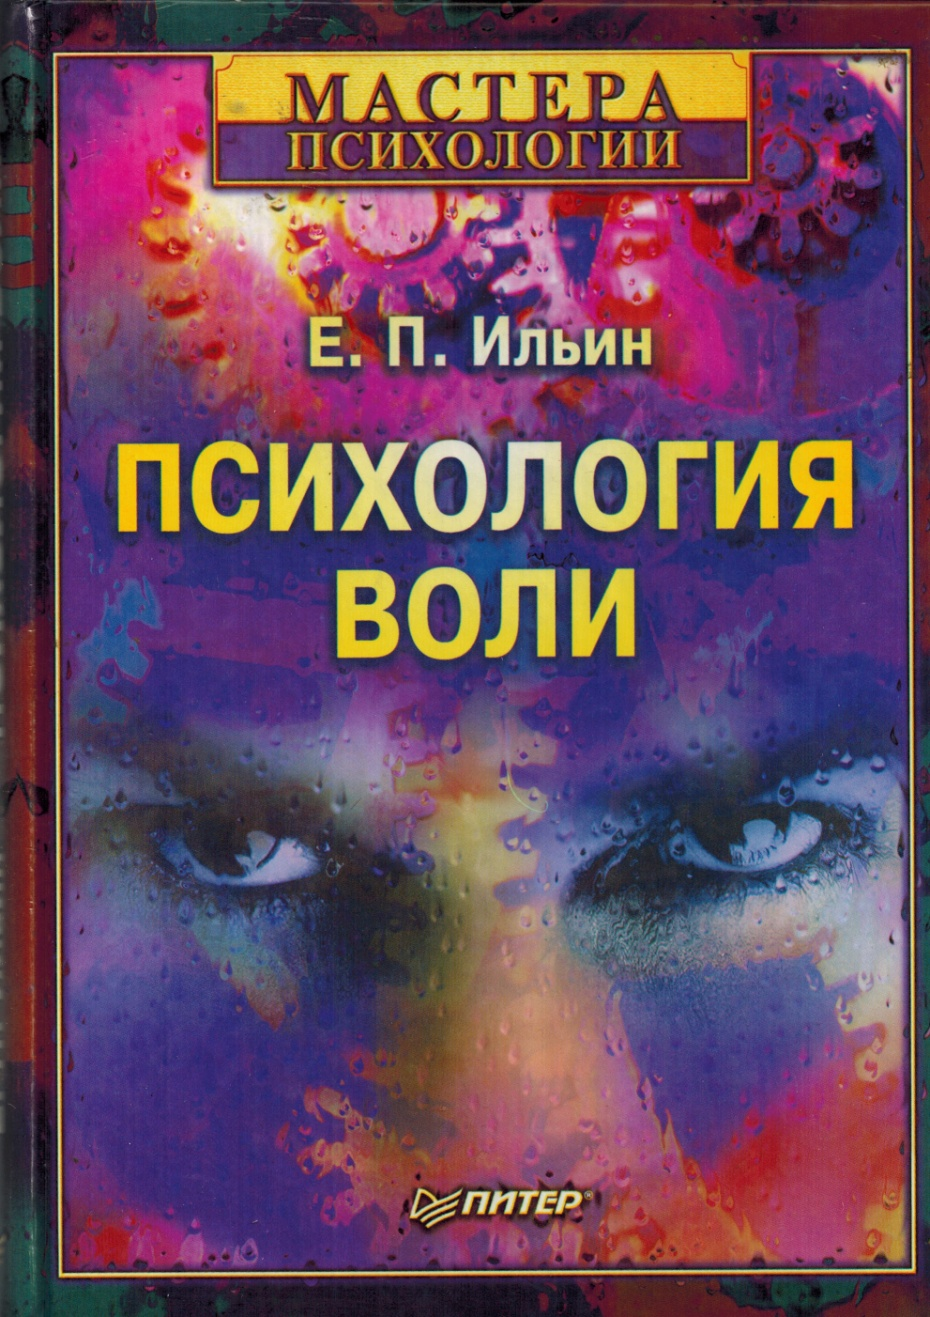 МАСТЕРА
ПСИХОЛОГИИ
Е. П. Ильин
ПСИХОЛОГИЯ
ВОЛИ
ПИТЕР®